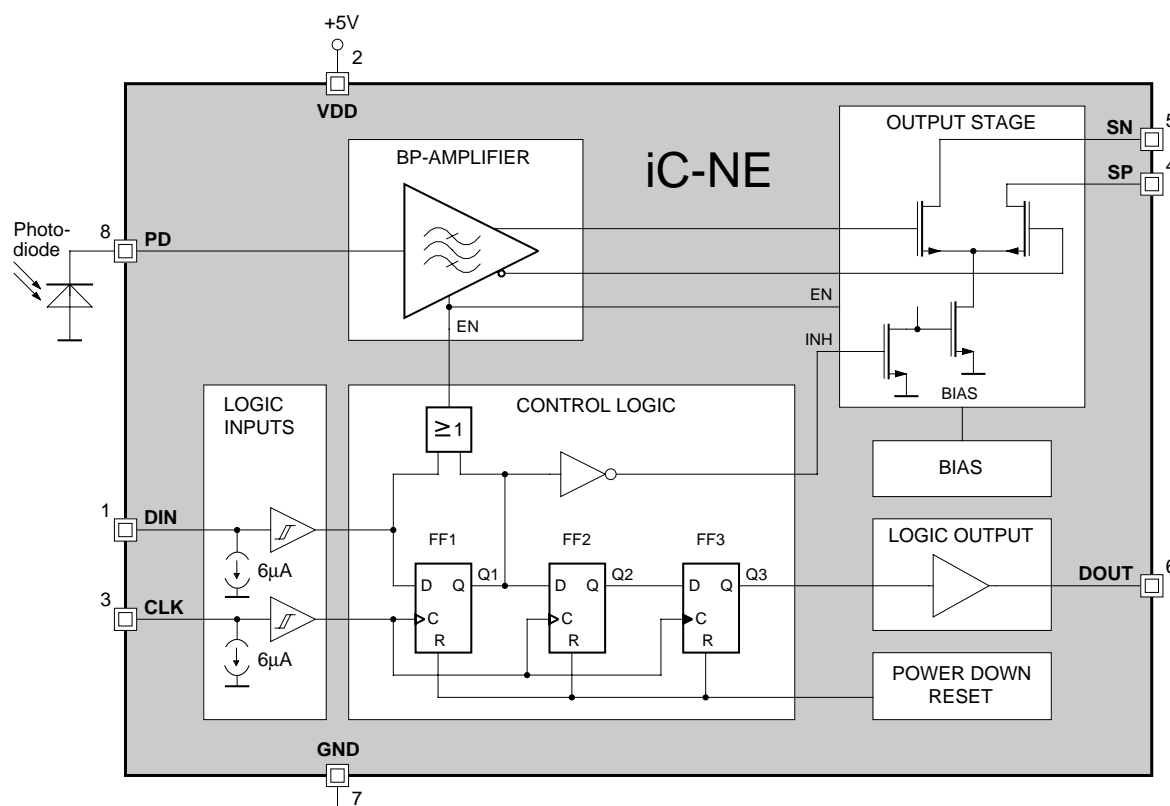 +5V
2
VDD
OUTPUT STAGE
SN
5
SP
4
BP-AMPLIFIER
iC-NE
Photo-
diode
8
PD
EN
EN
INH
BIAS
LOGIC
INPUTS
CONTROL LOGIC
≥1
BIAS
1
DIN
6µA
FF1
FF2
FF3
LOGIC OUTPUT
D
Q
Q1
D
Q
Q2
D
Q
Q3
DOUT
6
3
CLK
6µA
C
R
C
R
C
R
POWER DOWN
RESET
GND
7